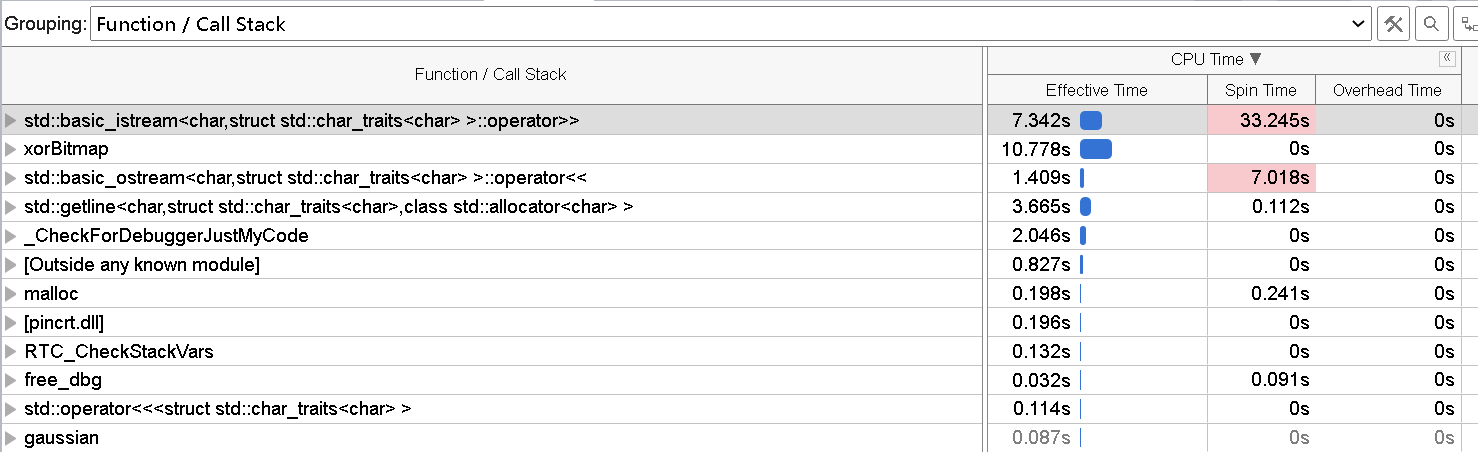 Grouping: Function / Call Stack
Function / Call Stack CPU Time ▼ «
Effective Time Spin Time Overhead Time
std::basic_istream<char,struct std::char_traits<char> >::operator>> 7.342s 33.245s 0s
xorBitmap 10.778s 0s 0s
std::basic_ostream<char,struct std::char_traits<char> >::operator<< 1.409s 7.018s 0s
std::getline<char,struct std::char_traits<char>,class std::allocator<char> > 3.665s 0.112s 0s
_CheckForDebuggerJustMyCode 2.046s 0s 0s
[Outside any known module] 0.827s 0s 0s
malloc 0.198s 0.241s 0s
[pincrt.dll] 0.196s 0s 0s
RTC_CheckStackVars 0.132s 0s 0s
free_dbg 0.032s 0.091s 0s
std::operator<<<struct std::char_traits<char> > 0.114s 0s 0s
gaussian 0.087s 0s 0s